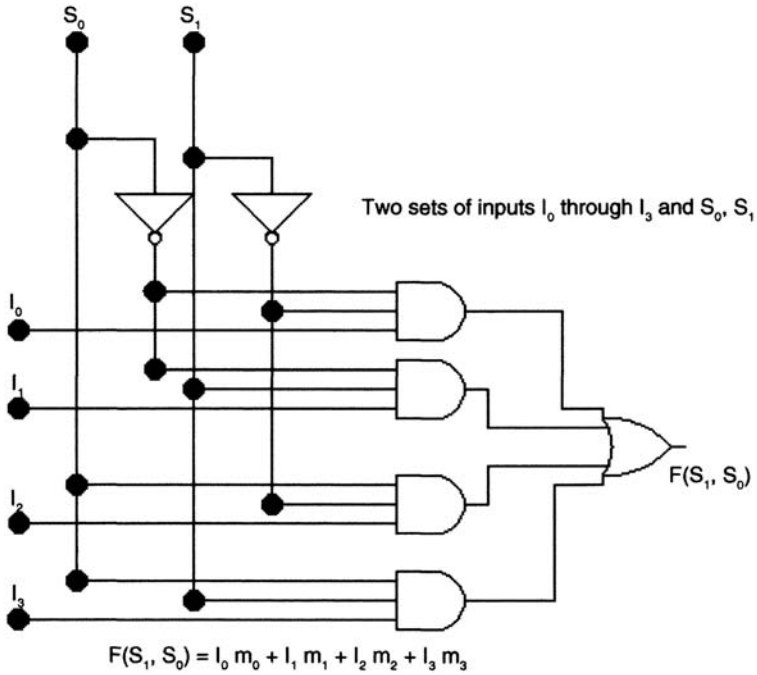 S₀ S₁
Two sets of inputs I₀ through I₃ and S₀, S₁
I₀
I₁
F(S₁, S₀)
I₂
I₃
F(S₁, S₀) = I₀ m₀ + I₁ m₁ + I₂ m₂ + I₃ m₃